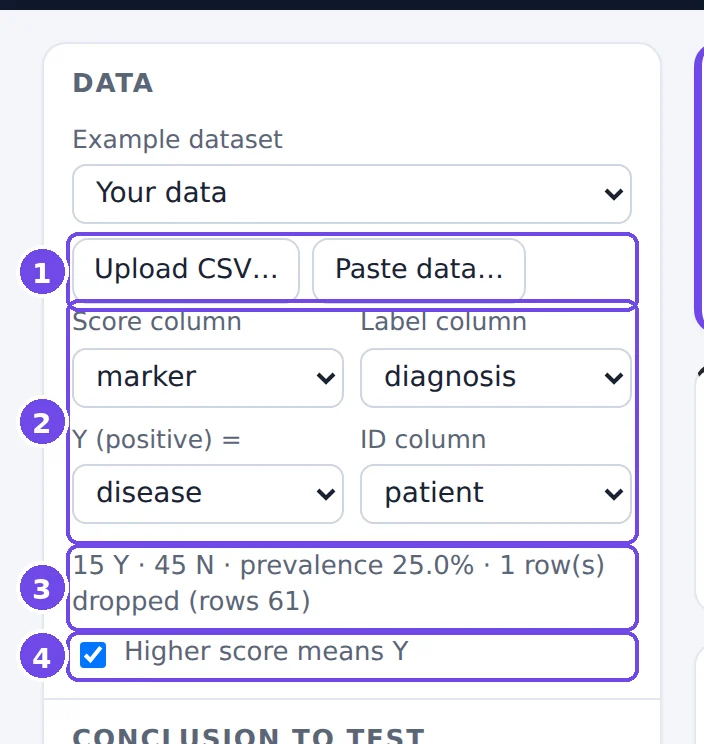 DATA
Example dataset
Your data
1 Upload CSV... Paste data...
Score column Label column
marker diagnosis
2
Y (positive) = ID column
disease patient
15 Y · 45 N · prevalence 25.0% · 1 row(s)
3
dropped (rows 61)
4 Higher score means Y
CONCLUSION TO TEST